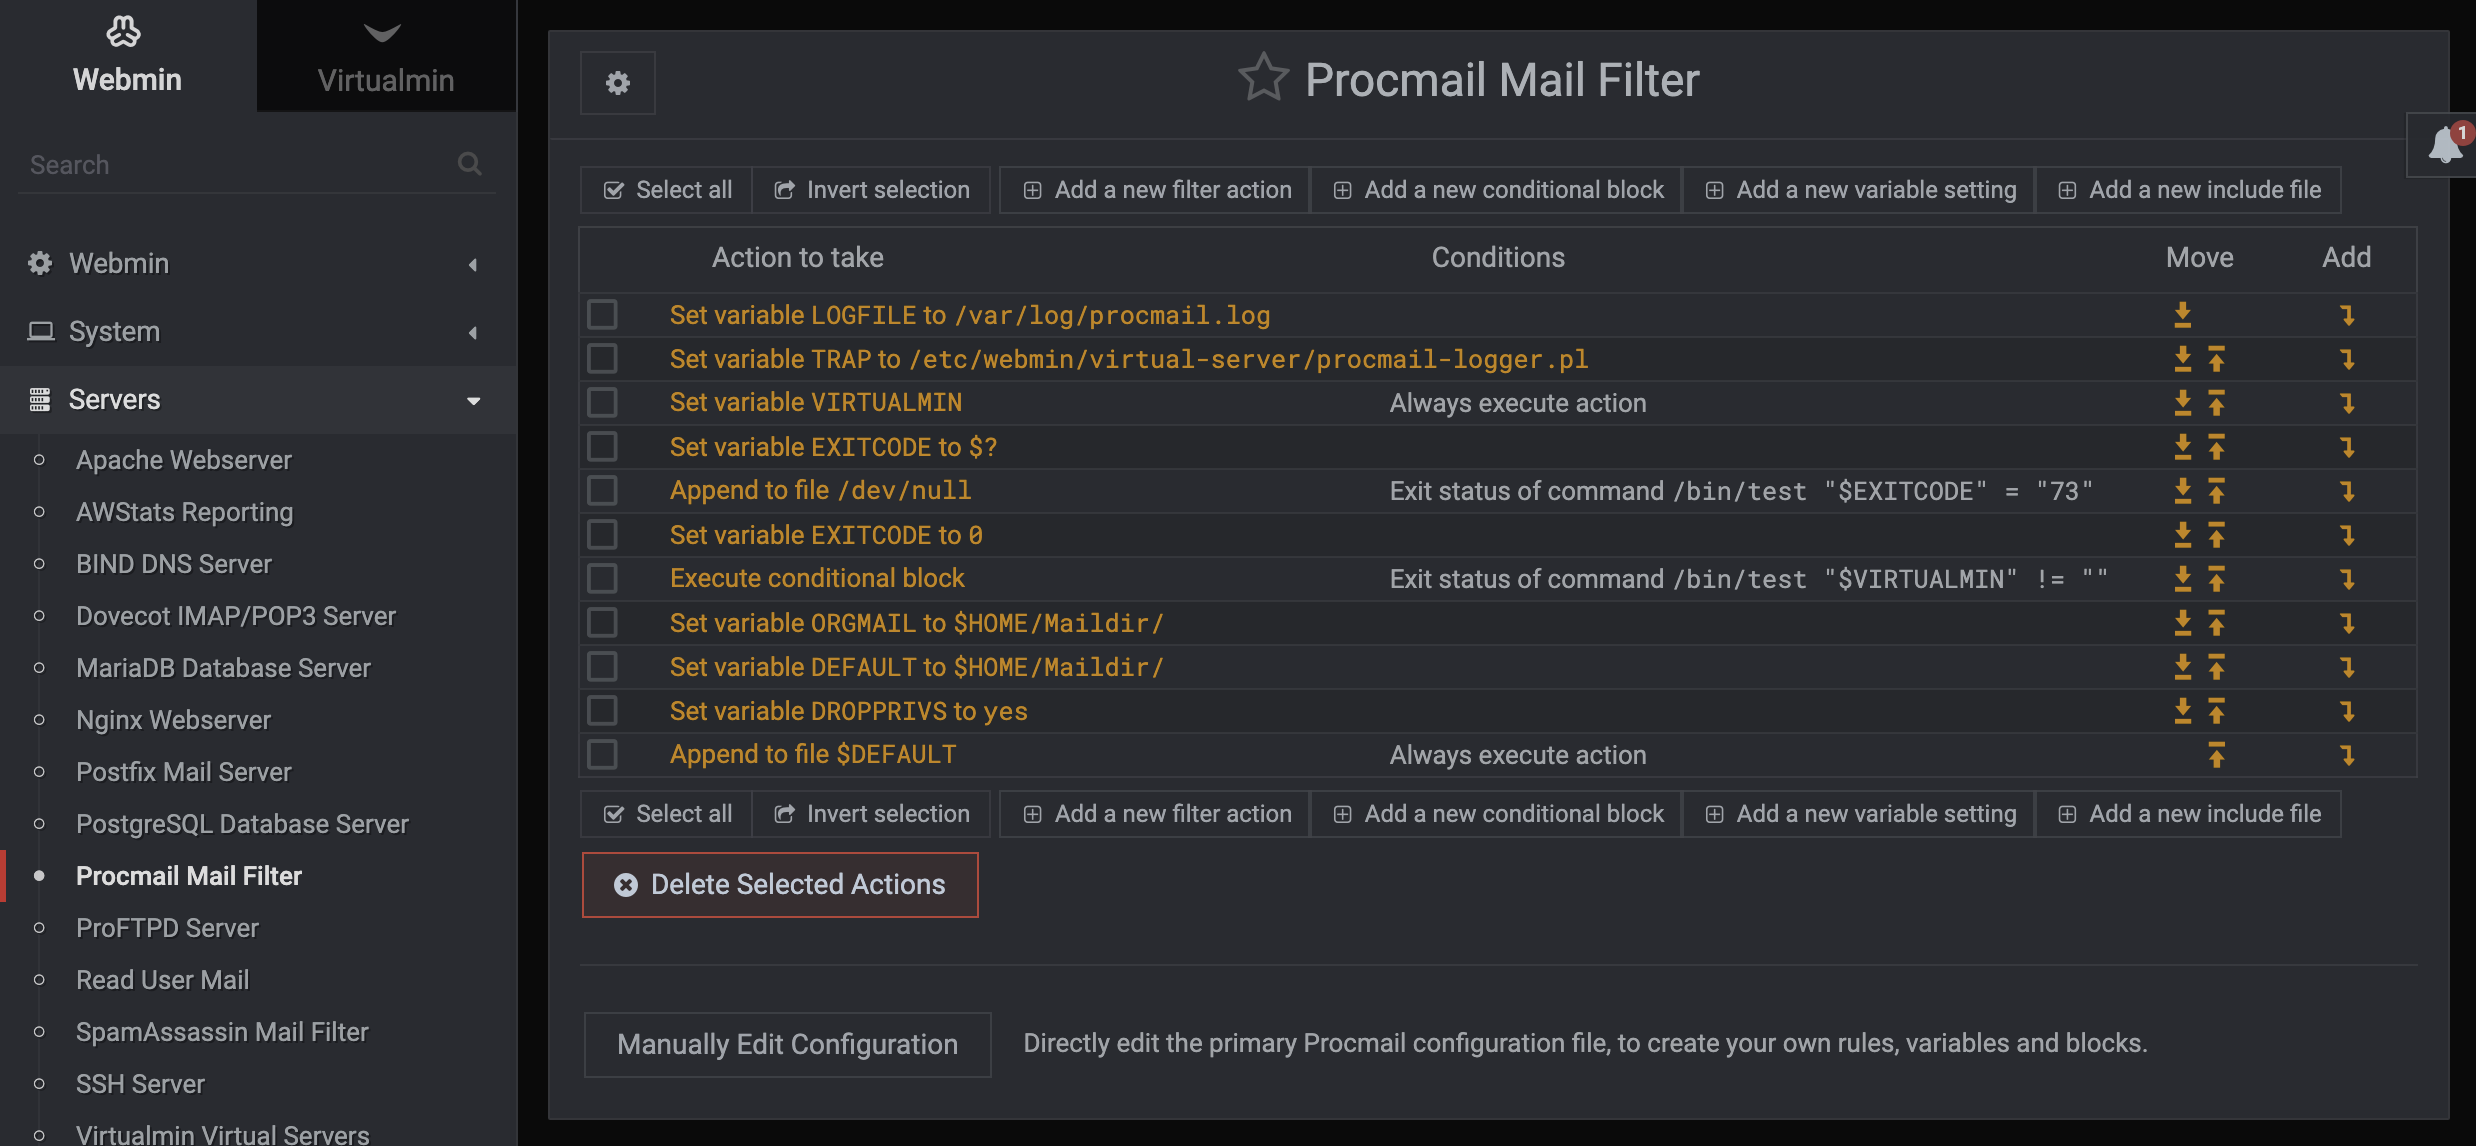 Webmin
Virtualmin
Search
Webmin
System
Servers
Apache Webserver
AWStats Reporting
BIND DNS Server
Dovecot IMAP/POP3 Server
MariaDB Database Server
Nginx Webserver
Postfix Mail Server
PostgreSQL Database Server
Procmail Mail Filter
ProFTPD Server
Read User Mail
SpamAssassin Mail Filter
SSH Server
Virtualmin Virtual Servers
Procmail Mail Filter
1
Select all Invert selection Add a new filter action Add a new conditional block Add a new variable setting Add a new include file
Action to take Conditions Move Add
Set variable LOGFILE to /var/log/procmail.log
Set variable TRAP to /etc/webmin/virtual-server/procmail-logger.pl
Set variable VIRTUALMIN Always execute action
Set variable EXITCODE to $?
Append to file /dev/null Exit status of command /bin/test "$EXITCODE" = "73"
Set variable EXITCODE to 0
Execute conditional block Exit status of command /bin/test "$VIRTUALMIN" != ""
Set variable ORGMAIL to $HOME/Maildir/
Set variable DEFAULT to $HOME/Maildir/
Set variable DROPPRIVS to yes
Append to file $DEFAULT Always execute action
Select all Invert selection Add a new filter action Add a new conditional block Add a new variable setting Add a new include file
Delete Selected Actions
Manually Edit Configuration Directly edit the primary Procmail configuration file, to create your own rules, variables and blocks.